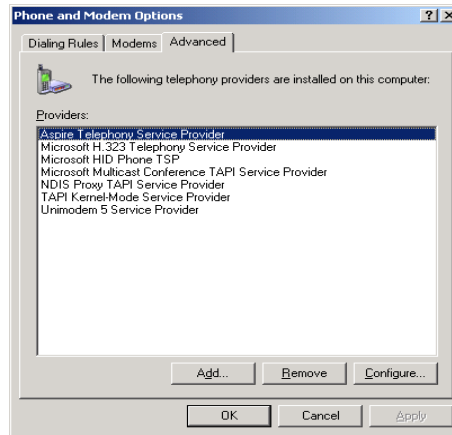 Phone and Modem Options
Dialing Rules Modems Advanced
The following telephony providers are installed on this computer:
Providers:
Aspire Telephony Service Provider
Microsoft H.323 Telephony Service Provider
Microsoft HID Phone TSP
Microsoft Multicast Conference TAPI Service Provider
NDIS Proxy TAPI Service Provider
TAPI Kernel-Mode Service Provider
Unimodem 5 Service Provider
Add... Remove Configure...
OK Cancel Apply